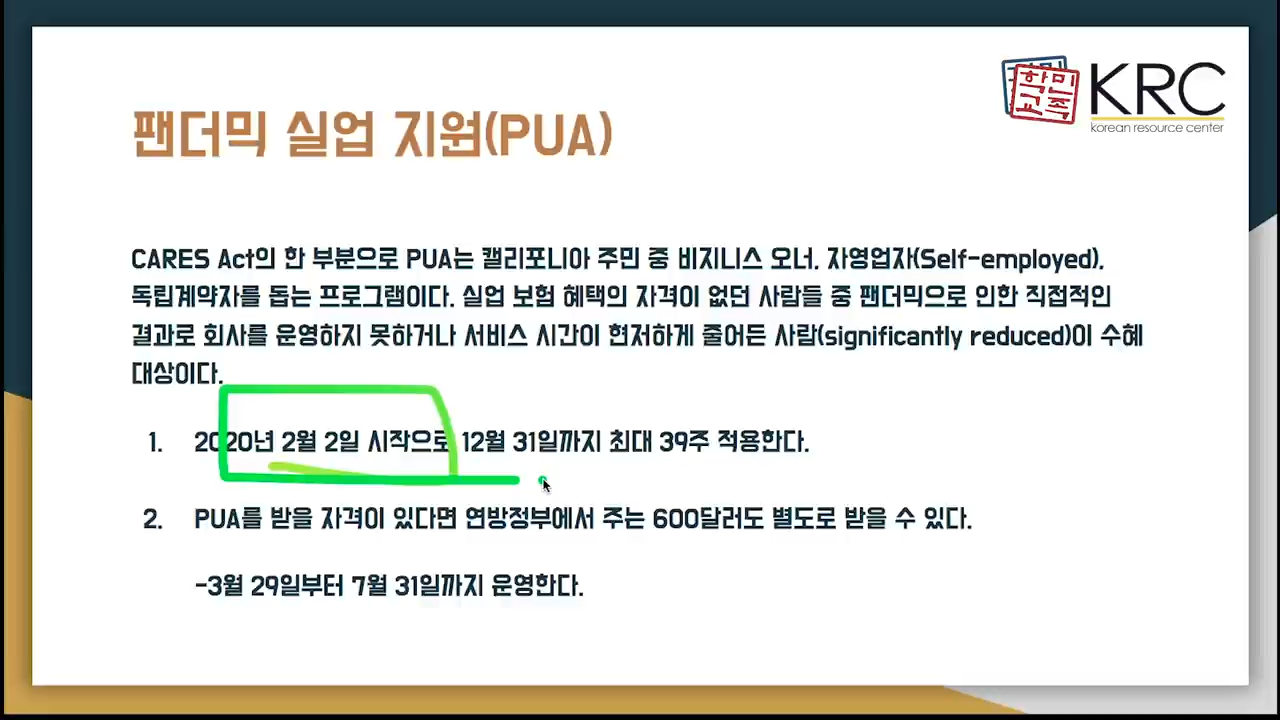 한미
교육
KRC
korean resource center
팬더믹 실업 지원(PUA)
CARES Act의 한 부분으로 PUA는 캘리포니아 주민 중 비지니스 오너, 자영업자(Self-employed),
독립계약자를 돕는 프로그램이다. 실업 보험 혜택의 자격이 없던 사람들 중 팬더믹으로 인한 직접적인
결과로 회사를 운영하지 못하거나 서비스 시간이 현저하게 줄어든 사람(significantly reduced)이 수혜
대상이다.
1. 2020년 2월 2일 시작으로 12월 31일까지 최대 39주 적용한다.
2. PUA를 받을 자격이 있다면 연방정부에서 주는 600달러도 별도로 받을 수 있다.
-3월 29일부터 7월 31일까지 운영한다.